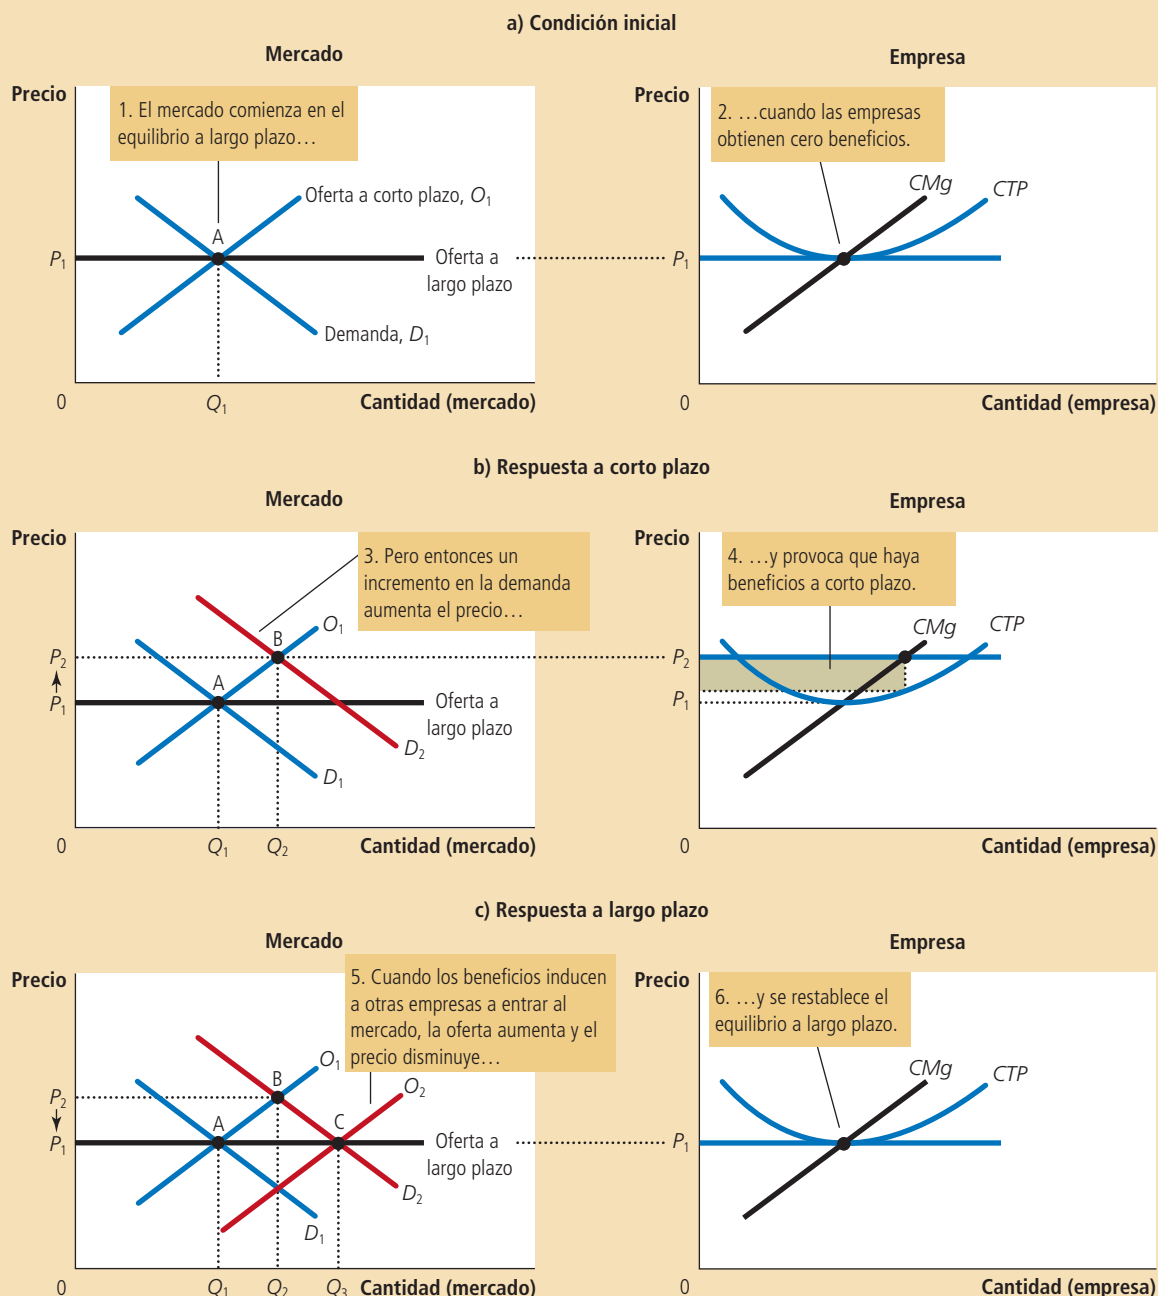 a) Condición inicial
Mercado
Empresa
Precio
1. El mercado comienza en el
equilibrio a largo plazo…
Oferta a corto plazo, O1
A
P1
Oferta a
largo plazo
Demanda, D1
0
Q1
Cantidad (mercado)
Precio
2. …cuando las empresas
obtienen cero beneficios.
CMg
CTP
P1
0
Cantidad (empresa)
b) Respuesta a corto plazo
Mercado
Empresa
Precio
3. Pero entonces un
incremento en la demanda
aumenta el precio…
O1
B
P2
A
P1
Oferta a
largo plazo
D2
D1
0
Q1
Q2
Cantidad (mercado)
Precio
4. …y provoca que haya
beneficios a corto plazo.
CMg
CTP
P2
P1
0
Cantidad (empresa)
c) Respuesta a largo plazo
Mercado
Empresa
Precio
5. Cuando los beneficios inducen
a otras empresas a entrar al
mercado, la oferta aumenta y el
precio disminuye…
O1
O2
B
P2
A
C
P1
Oferta a
largo plazo
D2
D1
0
Q1
Q2
Q3
Cantidad (mercado)
Precio
6. …y se restablece el
equilibrio a largo plazo.
CMg
CTP
P1
0
Cantidad (empresa)